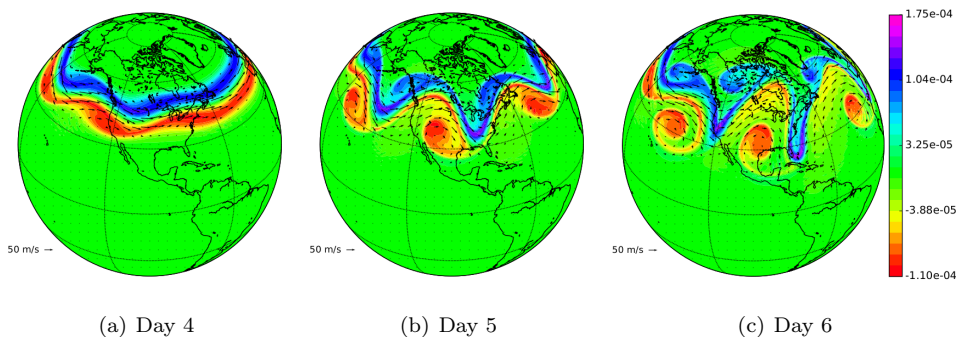 1.75e-04
1.04e-04
3.25e-05
-3.88e-05
-1.10e-04
50 m/s
50 m/s
50 m/s
(a) Day 4
(b) Day 5
(c) Day 6